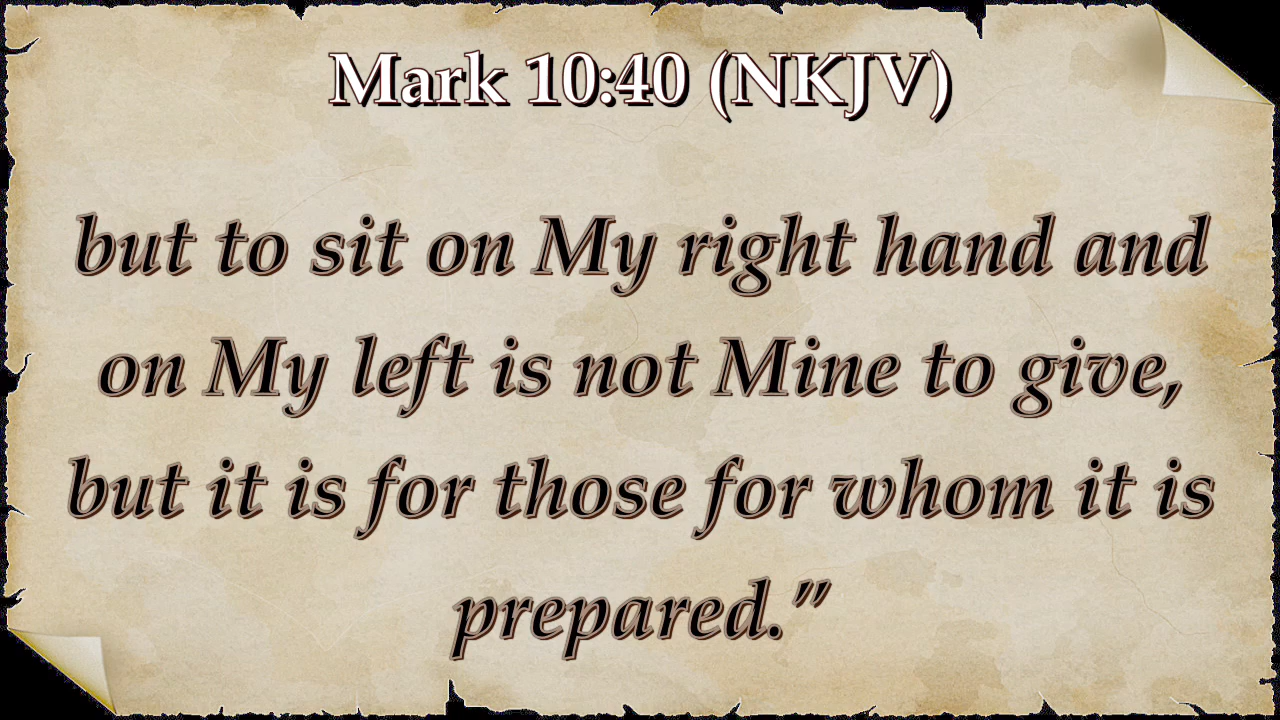 Mark 10:40 (NKJV)
but to sit on My right hand and
on My left is not Mine to give,
but it is for those for whom it is
prepared.”